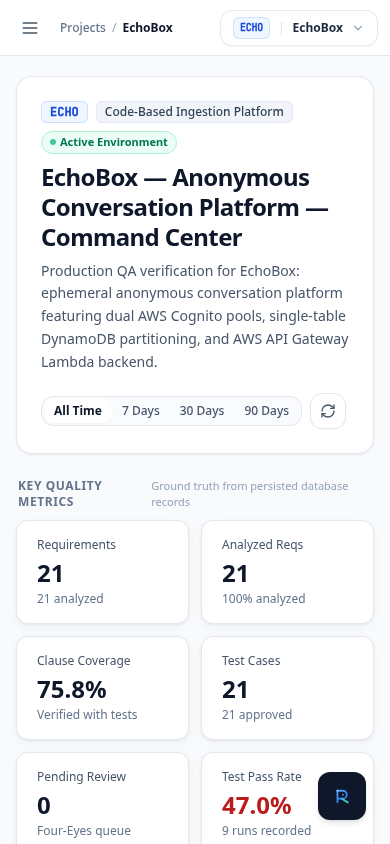 Projects / EchoBox
ECHO EchoBox
ECHO Code-Based Ingestion Platform
Active Environment
EchoBox — Anonymous
Conversation Platform —
Command Center
Production QA verification for EchoBox:
ephemeral anonymous conversation platform
featuring dual AWS Cognito pools, single-table
DynamoDB partitioning, and AWS API Gateway
Lambda backend.
All Time 7 Days 30 Days 90 Days
KEY QUALITY
METRICS
Ground truth from persisted database
records
Requirements
21
21 analyzed
Analyzed Reqs
21
100% analyzed
Clause Coverage
75.8%
Verified with tests
Test Cases
21
21 approved
Pending Review
0
Four-Eyes queue
Test Pass Rate
47.0%
9 runs recorded
R